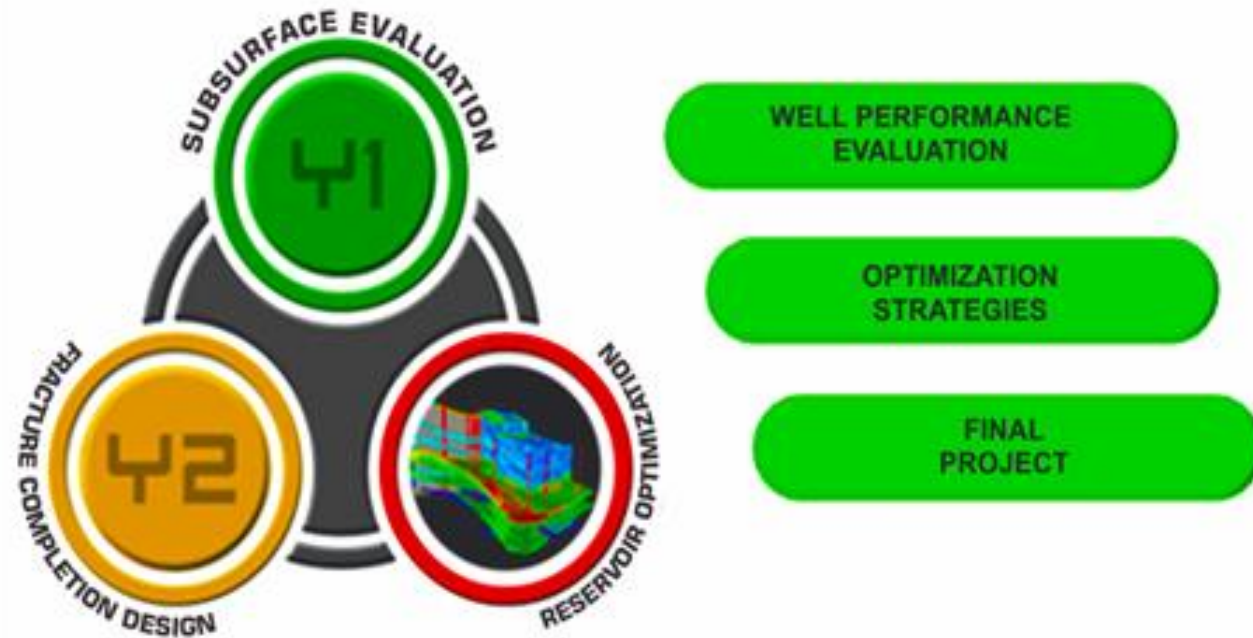 SUBSURFACE EVALUATION
Y1
WELL PERFORMANCE
EVALUATION
OPTIMIZATION
STRATEGIES
FRACTURE COMPLETION DESIGN
Y2
RESERVOIR OPTIMIZATION
FINAL
PROJECT